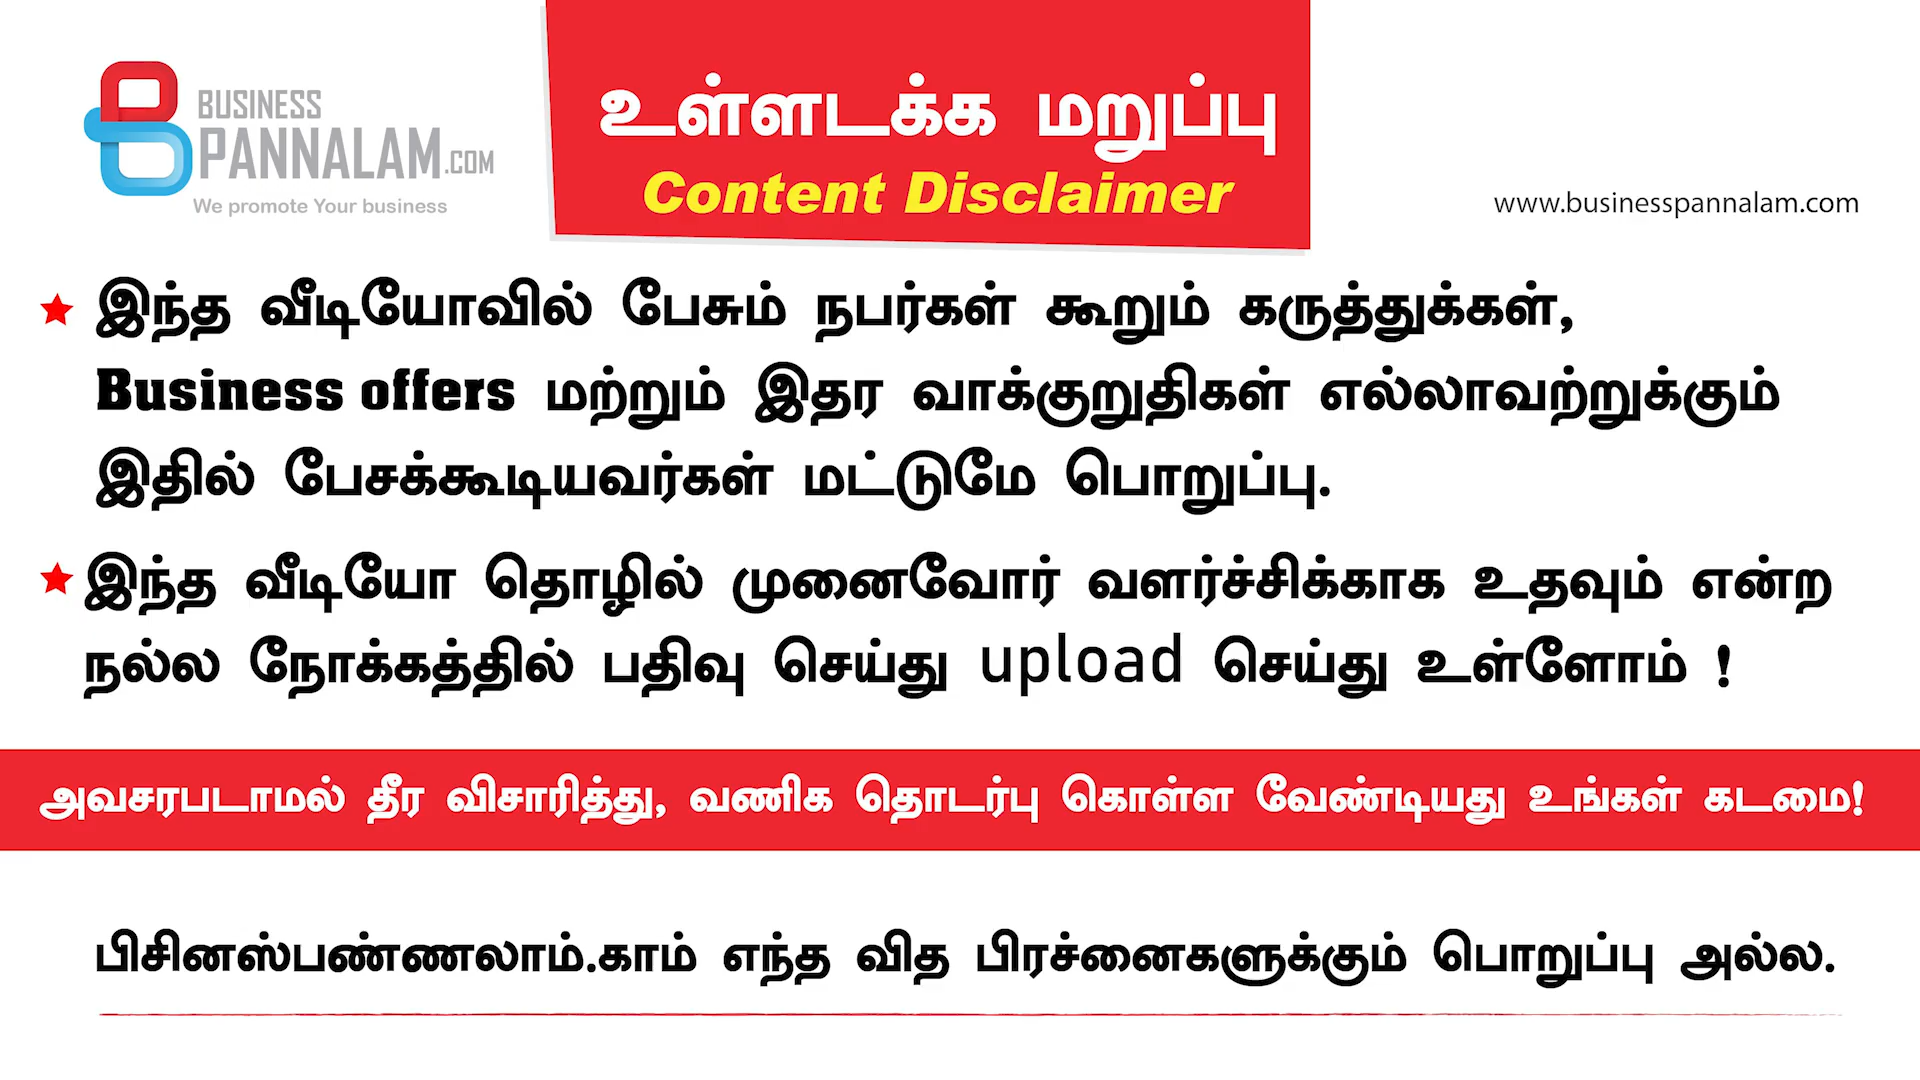 BUSINESS
PANNALAM.COM
We promote Your business
உள்ளடக்க மறுப்பு
Content Disclaimer
www.businesspannalam.com
இந்த வீடியோவில் பேசும் நபர்கள் கூறும் கருத்துக்கள்,
Business offers மற்றும் இதர வாக்குறுதிகள் எல்லாவற்றுக்கும்
இதில் பேசக்கூடியவர்கள் மட்டுமே பொறுப்பு.
இந்த வீடியோ தொழில் முனைவோர் வளர்ச்சிக்காக உதவும் என்ற
நல்ல நோக்கத்தில் பதிவு செய்து upload செய்து உள்ளோம் !
அவசரபடாமல் தீர விசாரித்து, வணிக தொடர்பு கொள்ள வேண்டியது உங்கள் கடமை!
பிசினஸ்பண்ணலாம்.காம் எந்த வித பிரச்னைகளுக்கும் பொறுப்பு அல்ல.